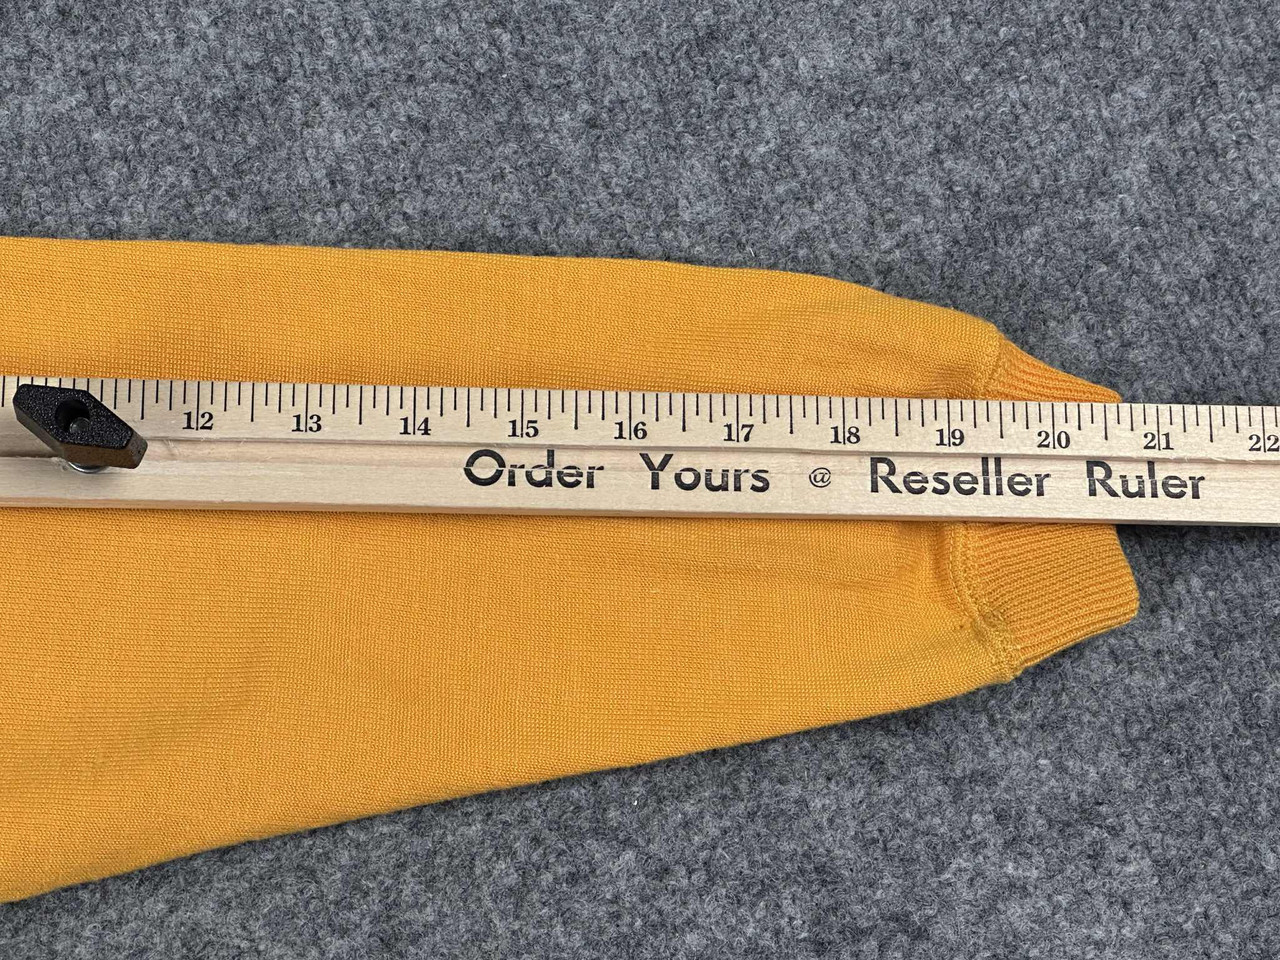 12 13 14 15 16 17 18 19 20 21 22
Order Yours @ Reseller Ruler